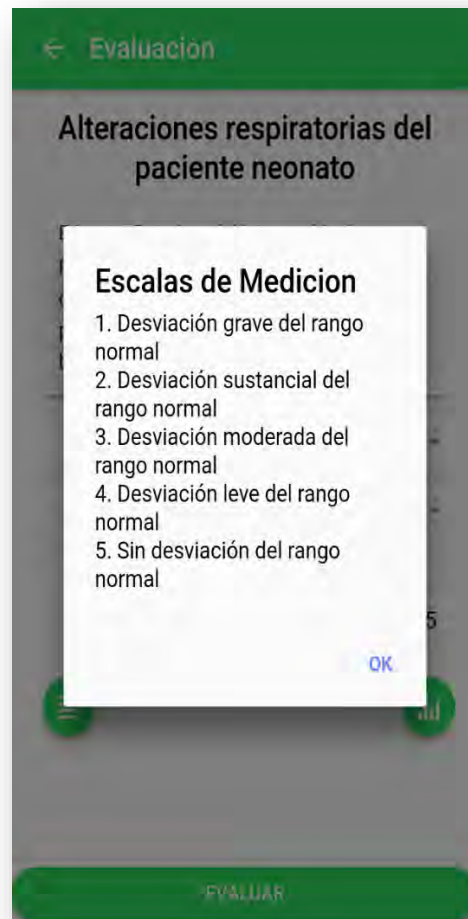 Evaluacion
Alteraciones respiratorias del
paciente neonato
Escalas de Medicion
1. Desviación grave del rango
normal
2. Desviación sustancial del
rango normal
3. Desviación moderada del
rango normal
4. Desviación leve del rango
normal
5. Sin desviación del rango
normal
5
OK
EVALUAR